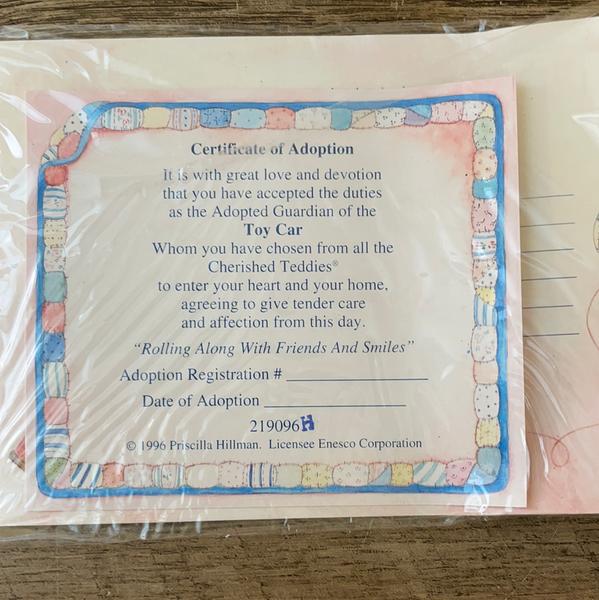 Certificate of Adoption
It is with great love and devotion
that you have accepted the duties
as the Adopted Guardian of the
Toy Car
Whom you have chosen from all the
Cherished Teddies®
to enter your heart and your home,
agreeing to give tender care
and affection from this day.
“Rolling Along With Friends And Smiles”
Adoption Registration # ____________
Date of Adoption ____________
219096H
© 1996 Priscilla Hillman. Licensee Enesco Corporation